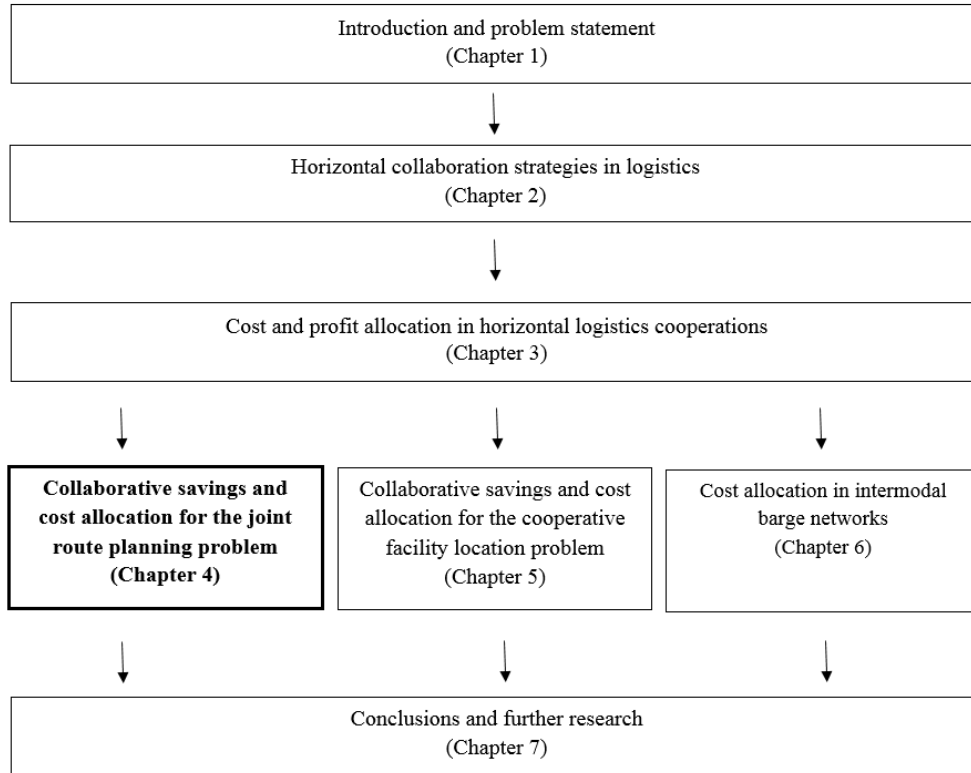 Introduction and problem statement
(Chapter 1)
Horizontal collaboration strategies in logistics
(Chapter 2)
Cost and profit allocation in horizontal logistics cooperations
(Chapter 3)
Collaborative savings and
cost allocation for the joint
route planning problem
(Chapter 4)
Collaborative savings and cost
allocation for the cooperative
facility location problem
(Chapter 5)
Cost allocation in intermodal
barge networks
(Chapter 6)
Conclusions and further research
(Chapter 7)